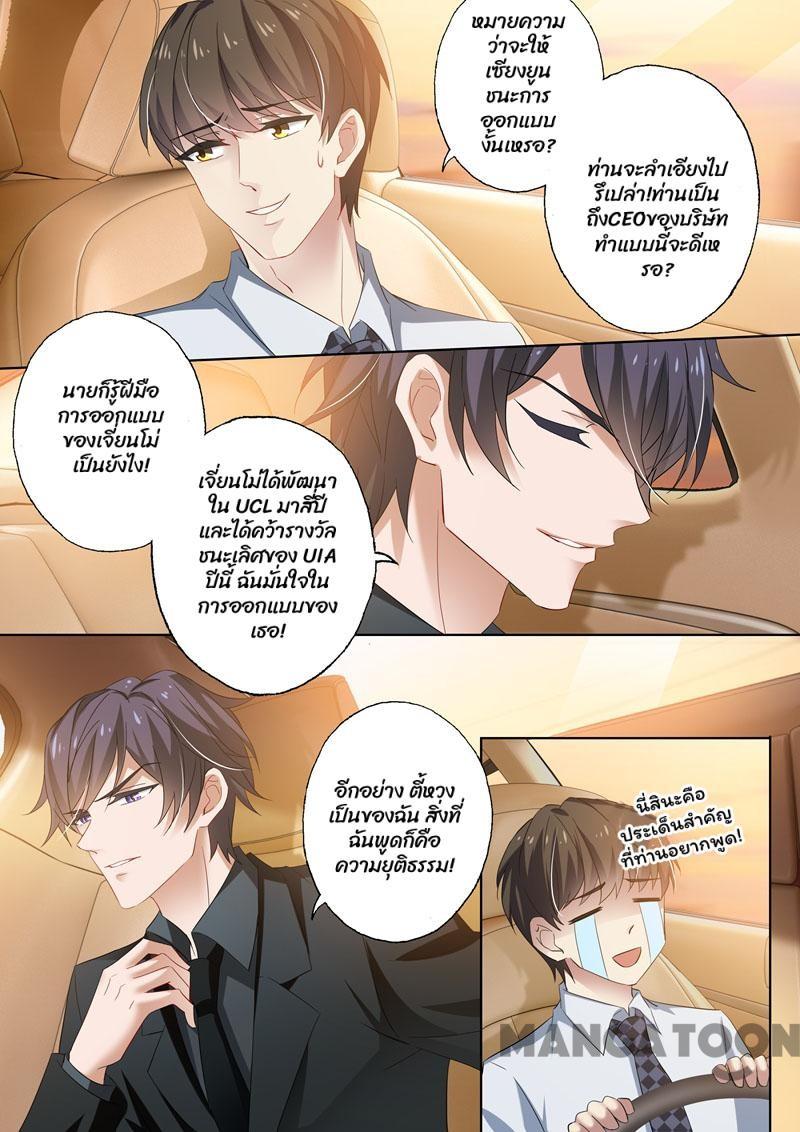 หมายความ
ว่าจะให้
เซียงยูน
ชนะการ
ออกแบบ
งั้นเหรอ?
ท่านจะลำเอียงไป
รึเปล่า!ท่านเป็น
ถึงCEOของบริษัท
ทำแบบนี้จะดีเห
รอ?
นายก็รู้ฝีมือ
การออกแบบ
ของเจี่ยนโม่
เป็นยังไง!
เจี่ยนโม่ได้พัฒนา
ใน UCL มาสี่ปี
และได้คว้ารางวัล
ชนะเลิศของ UIA
ปีนี้ ฉันมั่นใจใน
การออกแบบของ
เธอ!
อีกอย่าง ตี้หวง
เป็นของฉัน สิ่งที่
ฉันพูดก็คือ
ความยุติธรรม!
นี่สินะคือ
ประเด็นสำคัญ
ที่ท่านอยากพูด!
MANGATOON